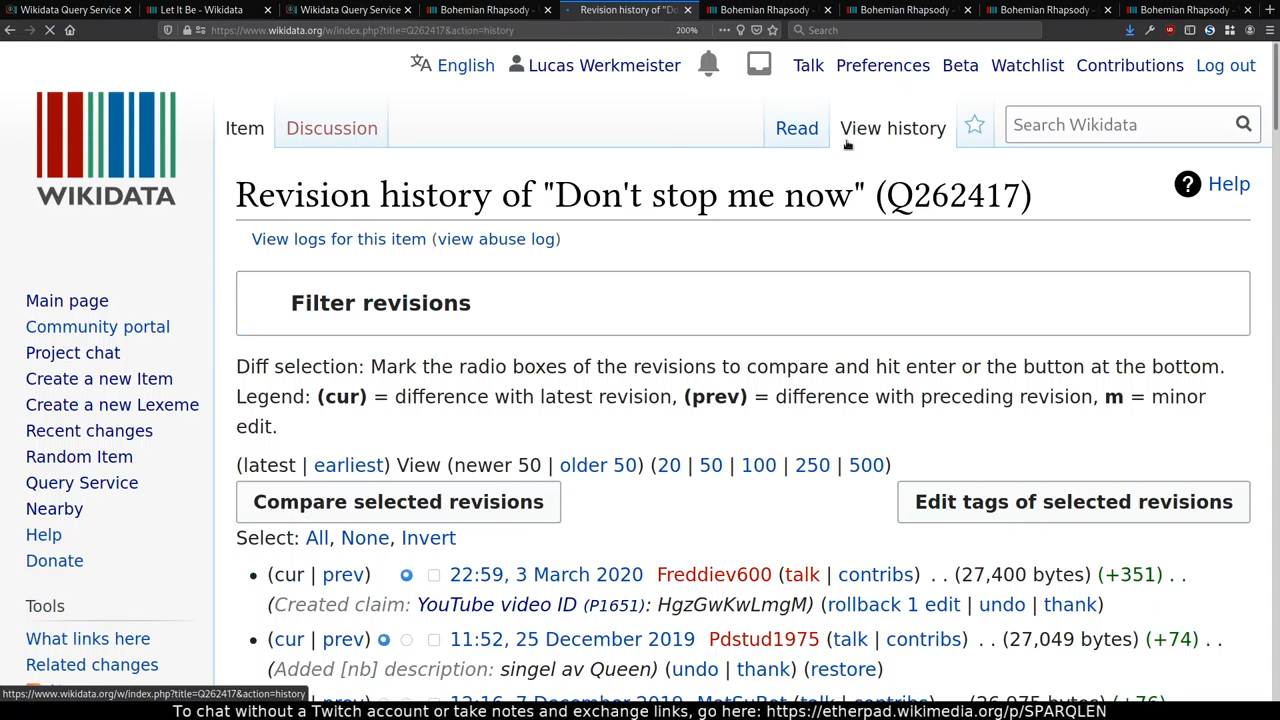 Wikidata Query Service Let It Be - Wikidata Wikidata Query Service Bohemian Rhapsody - Revision history of "Do Bohemian Rhapsody - Bohemian Rhapsody - Bohemian Rhapsody - Bohemian Rhapsody -
https://www.wikidata.org/w/index.php?title=Q262417&action=history 200% Search
English Lucas Werkmeister Talk Preferences Beta Watchlist Contributions Log out
Item Discussion Read View history Search Wikidata
WIKIDATA
Revision history of "Don't stop me now" (Q262417) Help
View logs for this item (view abuse log)
Filter revisions
Main page
Community portal
Project chat
Create a new Item
Create a new Lexeme
Recent changes
Random Item
Query Service
Nearby
Help
Donate
Tools
What links here
Related changes
Diff selection: Mark the radio boxes of the revisions to compare and hit enter or the button at the bottom.
Legend: (cur) = difference with latest revision, (prev) = difference with preceding revision, m = minor
edit.
(latest | earliest) View (newer 50 | older 50) (20 | 50 | 100 | 250 | 500)
Compare selected revisions Edit tags of selected revisions
Select: All, None, Invert
• (cur | prev) 22:59, 3 March 2020 Freddiev600 (talk | contribs) . . (27,400 bytes) (+351) . .
(Created claim: YouTube video ID (P1651): HgzGwKwLmgM) (rollback 1 edit | undo | thank)
• (cur | prev) 11:52, 25 December 2019 Pdstud1975 (talk | contribs) . . (27,049 bytes) (+74) . .
(Added [nb] description: singel av Queen) (undo | thank) (restore)
https://www.wikidata.org/w/index.php?title=Q262417&action=history
To chat without a Twitch account or take notes and exchange links, go here: https://etherpad.wikimedia.org/p/SPARQLEN